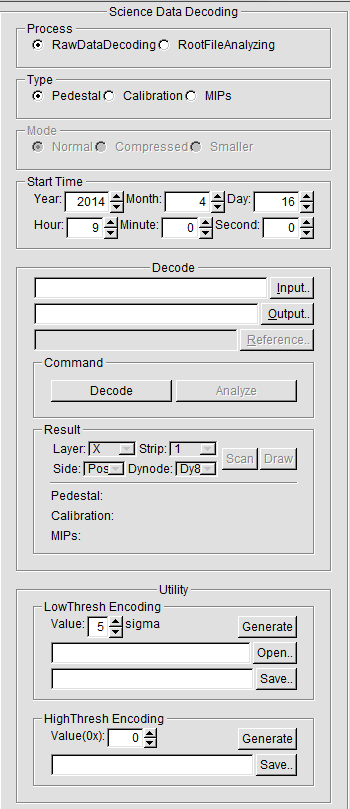 Science Data Decoding
Process
RawDataDecoding RootFileAnalyzing
Type
Pedestal Calibration MIPs
Mode
Normal Compressed Smaller
Start Time
Year: 2014 Month: 4 Day: 16
Hour: 9 Minute: 0 Second: 0
Decode
Input..
Output..
Reference..
Command
Decode Analyze
Result
Layer: X Strip: 1
Scan Draw
Side: Pos Dynode: Dy8
Pedestal:
Calibration:
MIPs:
Utility
LowThresh Encoding
Value: 5 sigma Generate
Open..
Save..
HighThresh Encoding
Value(0x): 0 Generate
Save..